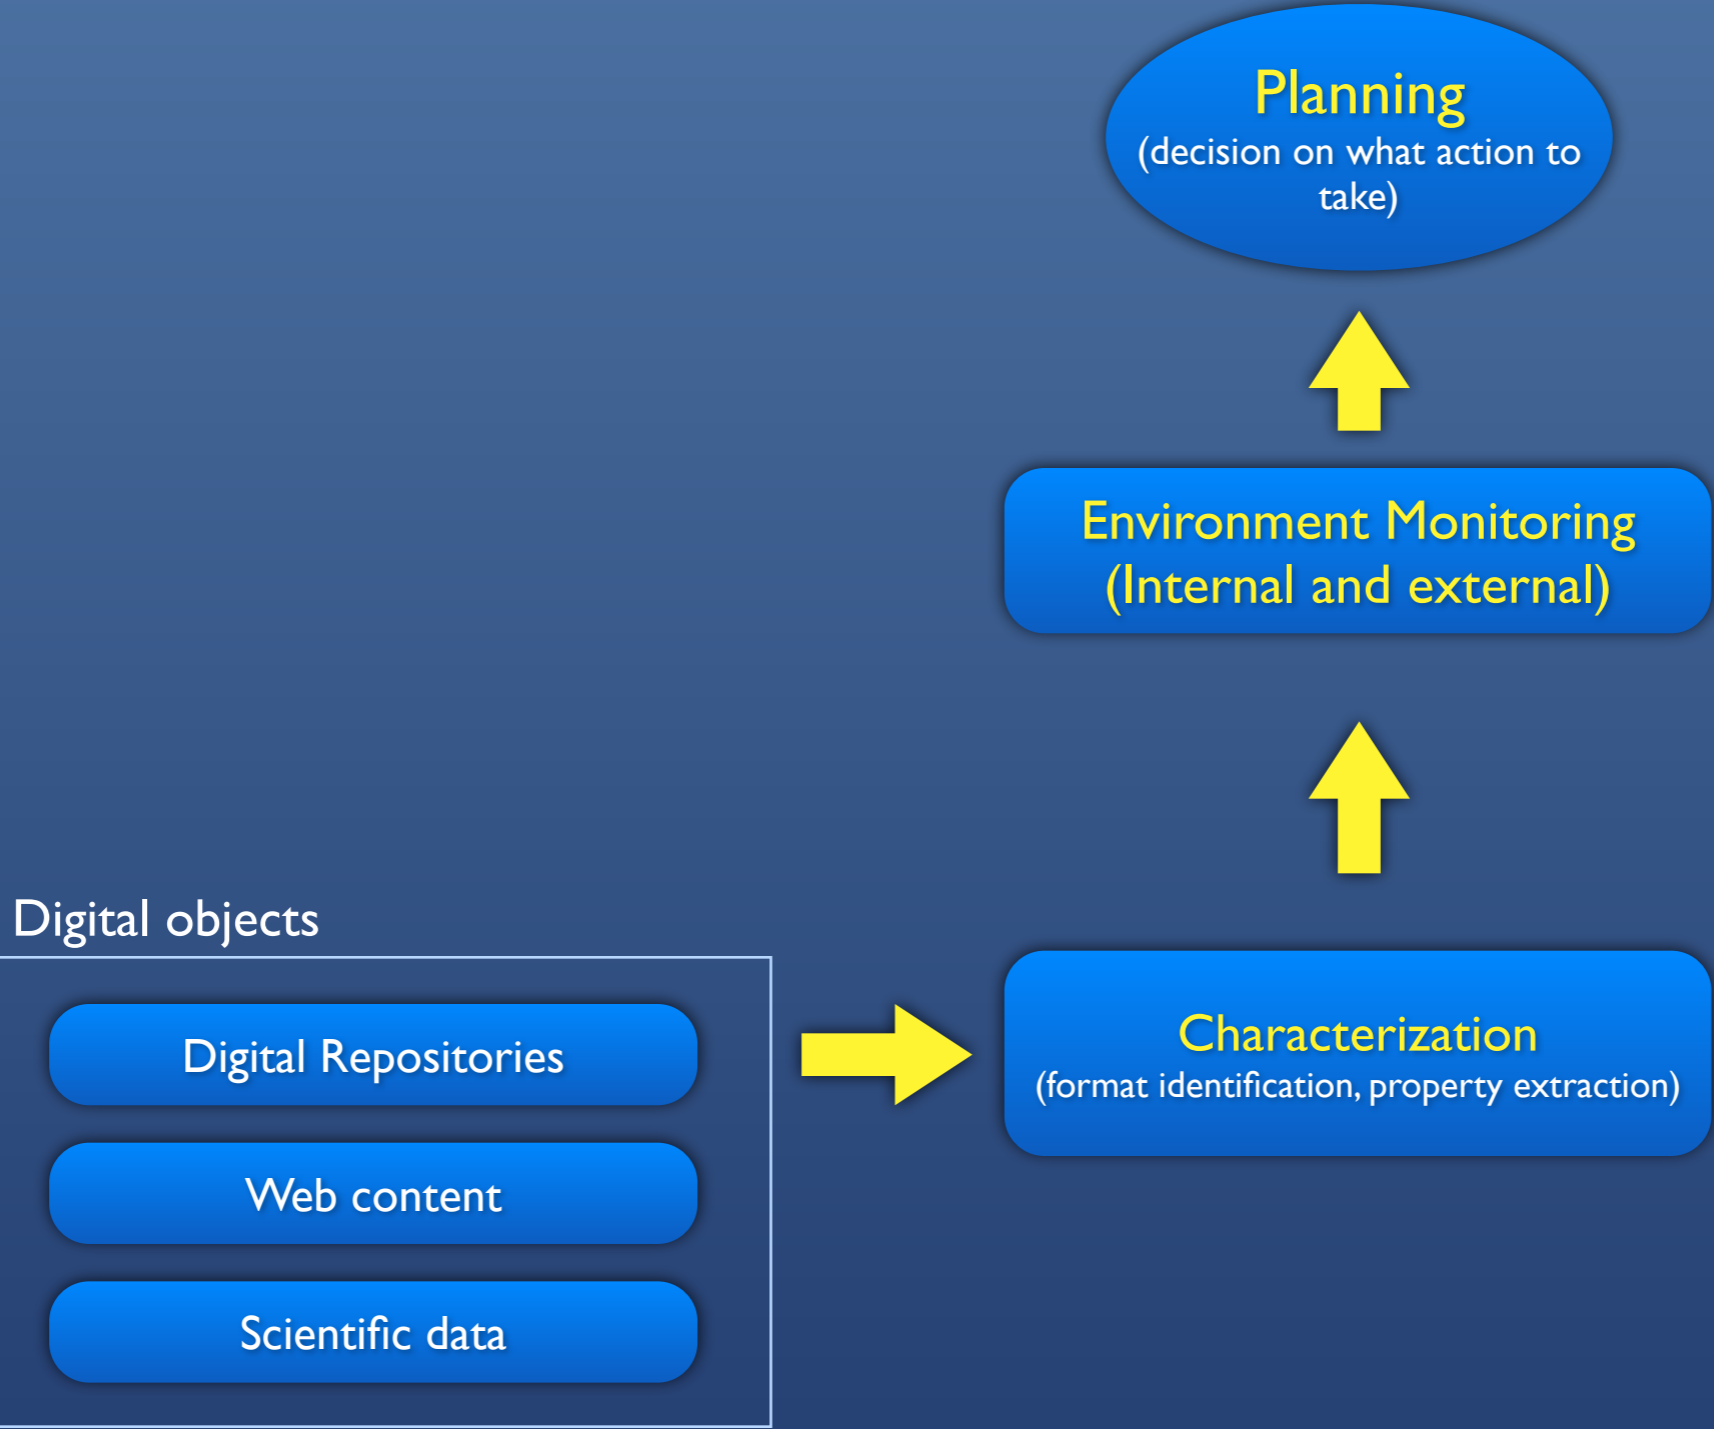 Planning
(decision on what action to
take)
Environment Monitoring
(Internal and external)
Digital objects
Digital Repositories
Web content
Scientific data
Characterization
(format identification, property extraction)